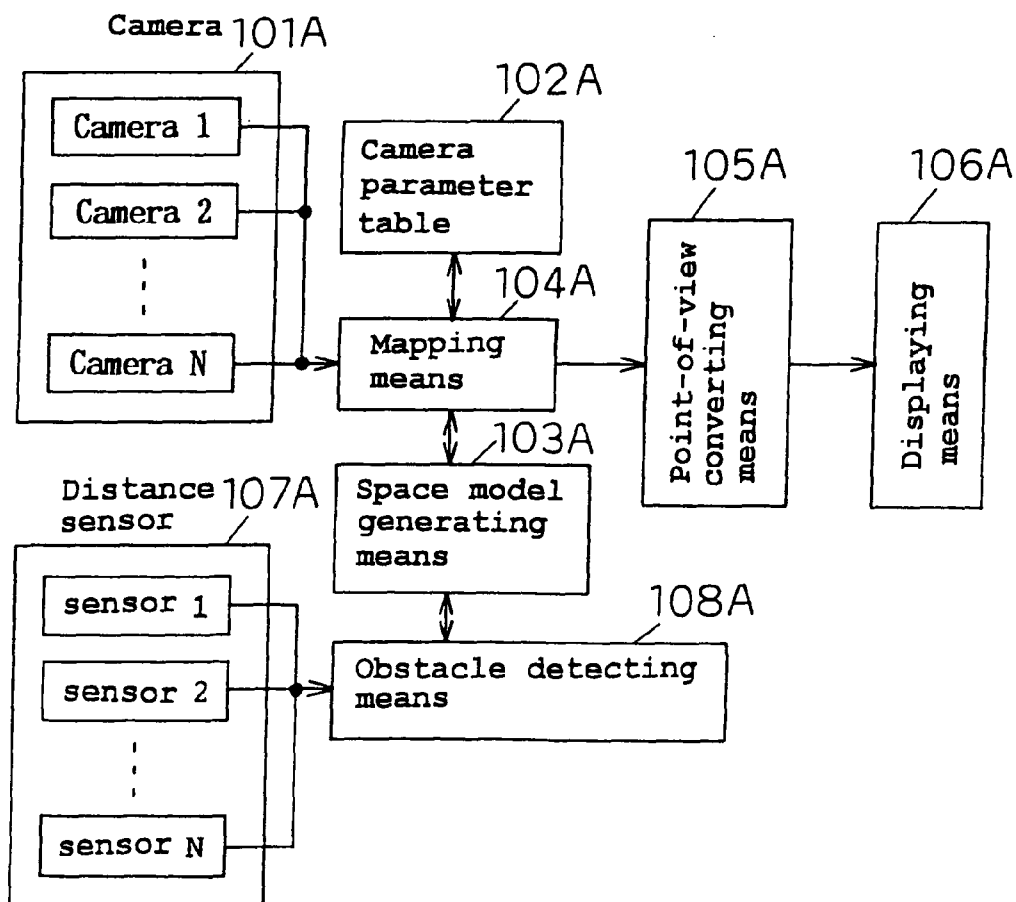 Camera 101A
Camera 1
Camera 2
Camera N
102A
Camera
parameter
table
104A
Mapping
means
105A
Point-of-view
converting
means
106A
Displaying
means
103A
Space model
generating
means
Distance
sensor 107A
sensor 1
sensor 2
sensor N
108A
Obstacle detecting
means